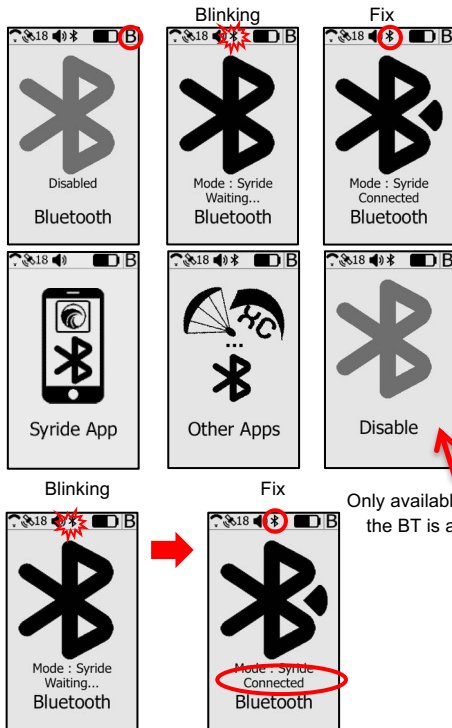 Blinking
Fix
18 B
18 B
18 B
Disabled
Bluetooth
Mode : Syride
Waiting...
Bluetooth
Mode : Syride
Connected
Bluetooth
18 B
18 B
18 B
XC
...
Syride App
Other Apps
Disable
Blinking
Fix
Only available
the BT is a
18 B
18 B
Mode : Syride
Waiting...
Bluetooth
Mode : Syride
Connected
Bluetooth